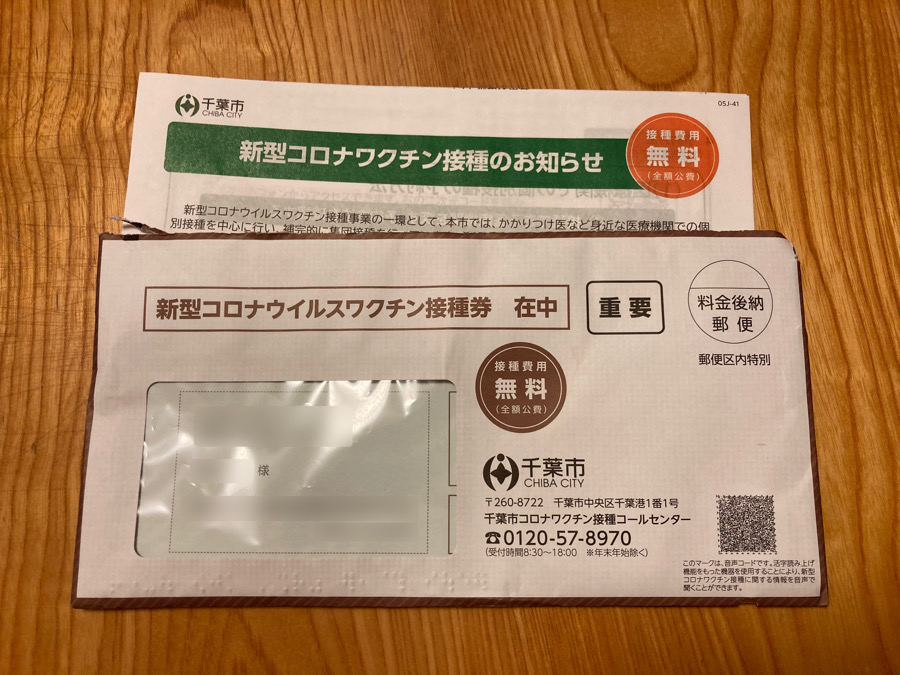 千葉市
CHIBA CITY
05J-41
新型コロナワクチン接種のお知らせ
接種費用
無料
(全額公費)
新型コロナウイルスワクチン接種事業の一環として、本市では、かかりつけ医など身近な医療機関での個
別接種を中心に行い、補完的に集団接種を行
新型コロナウイルスワクチン接種券 在中
重要
料金後納
郵便
郵便区内特別
接種費用
無料
(全額公費)
様
千葉市
CHIBA CITY
〒260-8722 千葉市中央区千葉港1番1号
千葉市コロナワクチン接種コールセンター
☎0120-57-8970
(受付時間8:30~18:00 ※年末年始除く)
このマークは、音声コードです。活字読み上げ
機能をもった機器を使用することにより、新型
コロナワクチン接種に関する情報を音声で
聞くことができます。